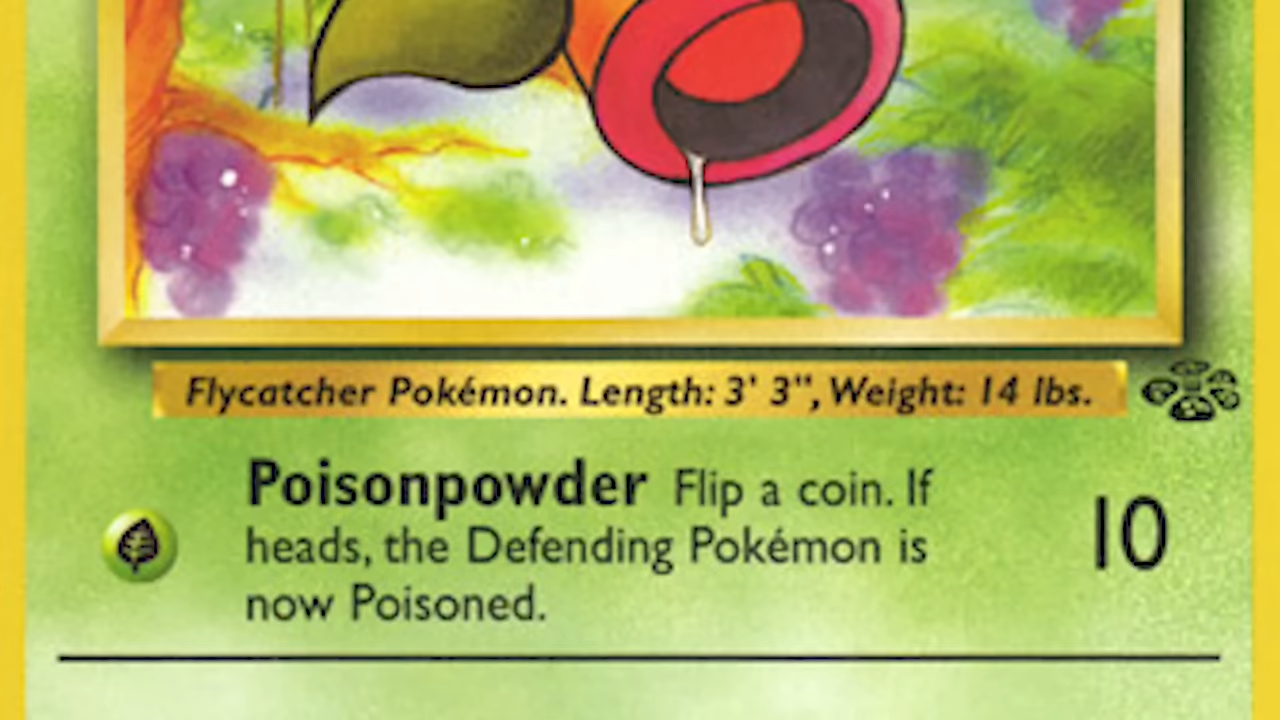 Flycatcher Pokémon. Length: 3' 3", Weight: 14 lbs.
Poisonpowder Flip a coin. If
heads, the Defending Pokémon is
now Poisoned.
10